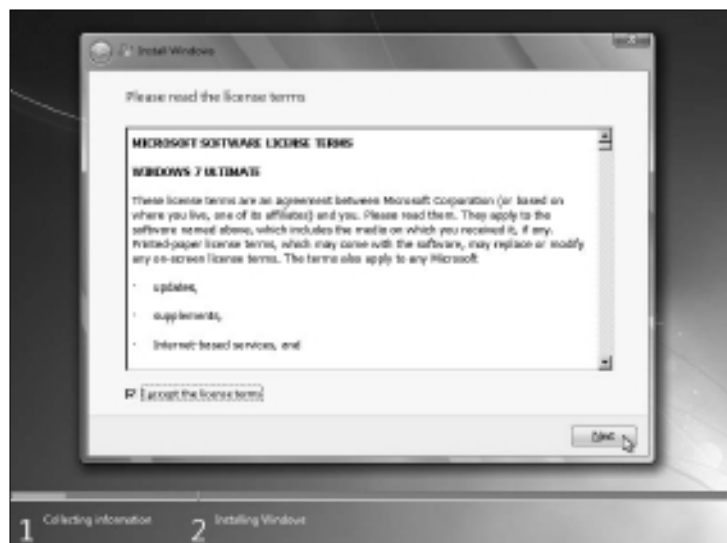 Install Windows
Please read the license terms
MICROSOFT SOFTWARE LICENSE TERMS
WINDOWS 7 ULTIMATE
These license terms are an agreement between Microsoft Corporation (or based on
where you live, one of its affiliates) and you. Please read them. They apply to the
software named above, which includes the media on which you received it, if any.
Printed-paper license terms, which may come with the software, may replace or modify
any on-screen license terms. The terms also apply to any Microsoft
· updates,
· supplements,
· Internet-based services, and
I accept the license terms
Next
1 Collecting information 2 Installing Windows